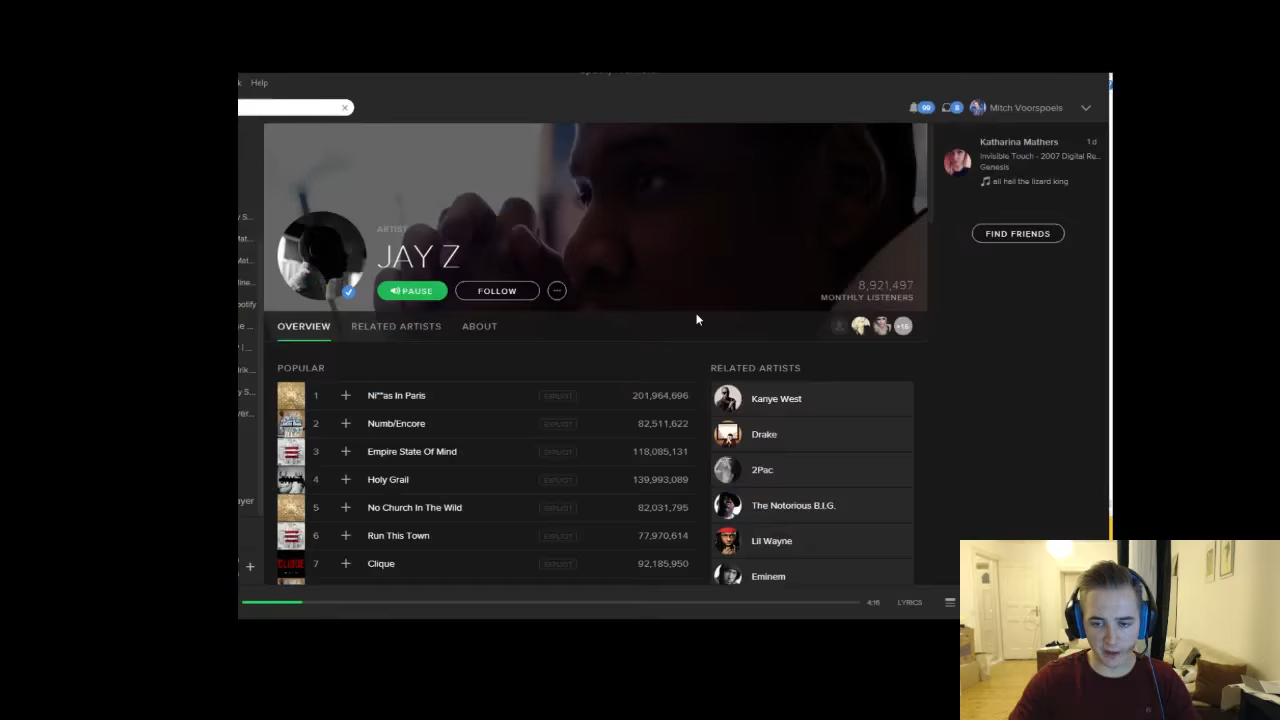 Help
99
8
Mitch Voorspoels
Katharina Mathers 1d
Invisible Touch - 2007 Digital Re...
Genesis
all hail the lizard king
FIND FRIENDS
ARTIST
JAY Z
PAUSE
FOLLOW
8,921,497
MONTHLY LISTENERS
OVERVIEW RELATED ARTISTS ABOUT
+16
POPULAR
1 Ni**as In Paris EXPLICIT 201,964,696
2 Numb/Encore EXPLICIT 82,511,622
3 Empire State Of Mind EXPLICIT 118,085,131
4 Holy Grail EXPLICIT 139,993,089
5 No Church In The Wild EXPLICIT 82,031,795
6 Run This Town EXPLICIT 77,970,614
7 Clique EXPLICIT 92,185,950
RELATED ARTISTS
Kanye West
Drake
2Pac
The Notorious B.I.G.
Lil Wayne
Eminem
4:16 LYRICS